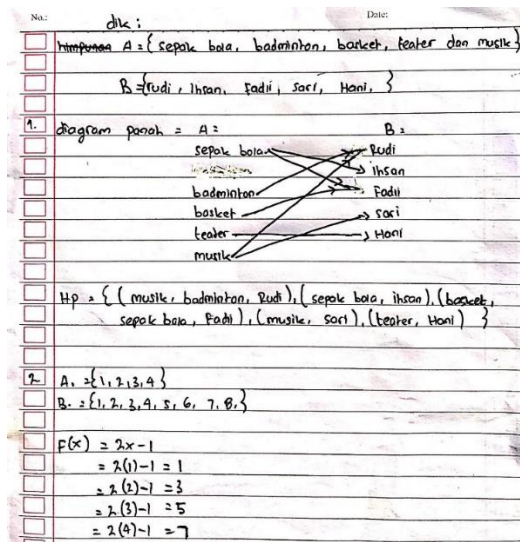 No.: Date:
dik :
himpunan A = { sepak bola, badminton, basket, teater dan musik }
B = {rudi, Ihsan, Fadil, Sari, Hani, }
1. diagram panah = A : B :
sepak bola Rudi
ihsan
badminton Fadil
basket sari
teater Hani
musik
Hp = { ( musik, badminton, Rudi ), ( sepak bola, ihsan ), (basket,
sepak bola, Fadil ), ( musik, sari ), (teater, Hani ) }
2 A. = {1, 2, 3, 4}
B. = {1, 2, 3, 4, 5, 6, 7, 8, }
F(x) = 2x - 1
= 2(1) - 1 = 1
= 2(2) - 1 = 3
= 2(3) - 1 = 5
= 2(4) - 1 = 7